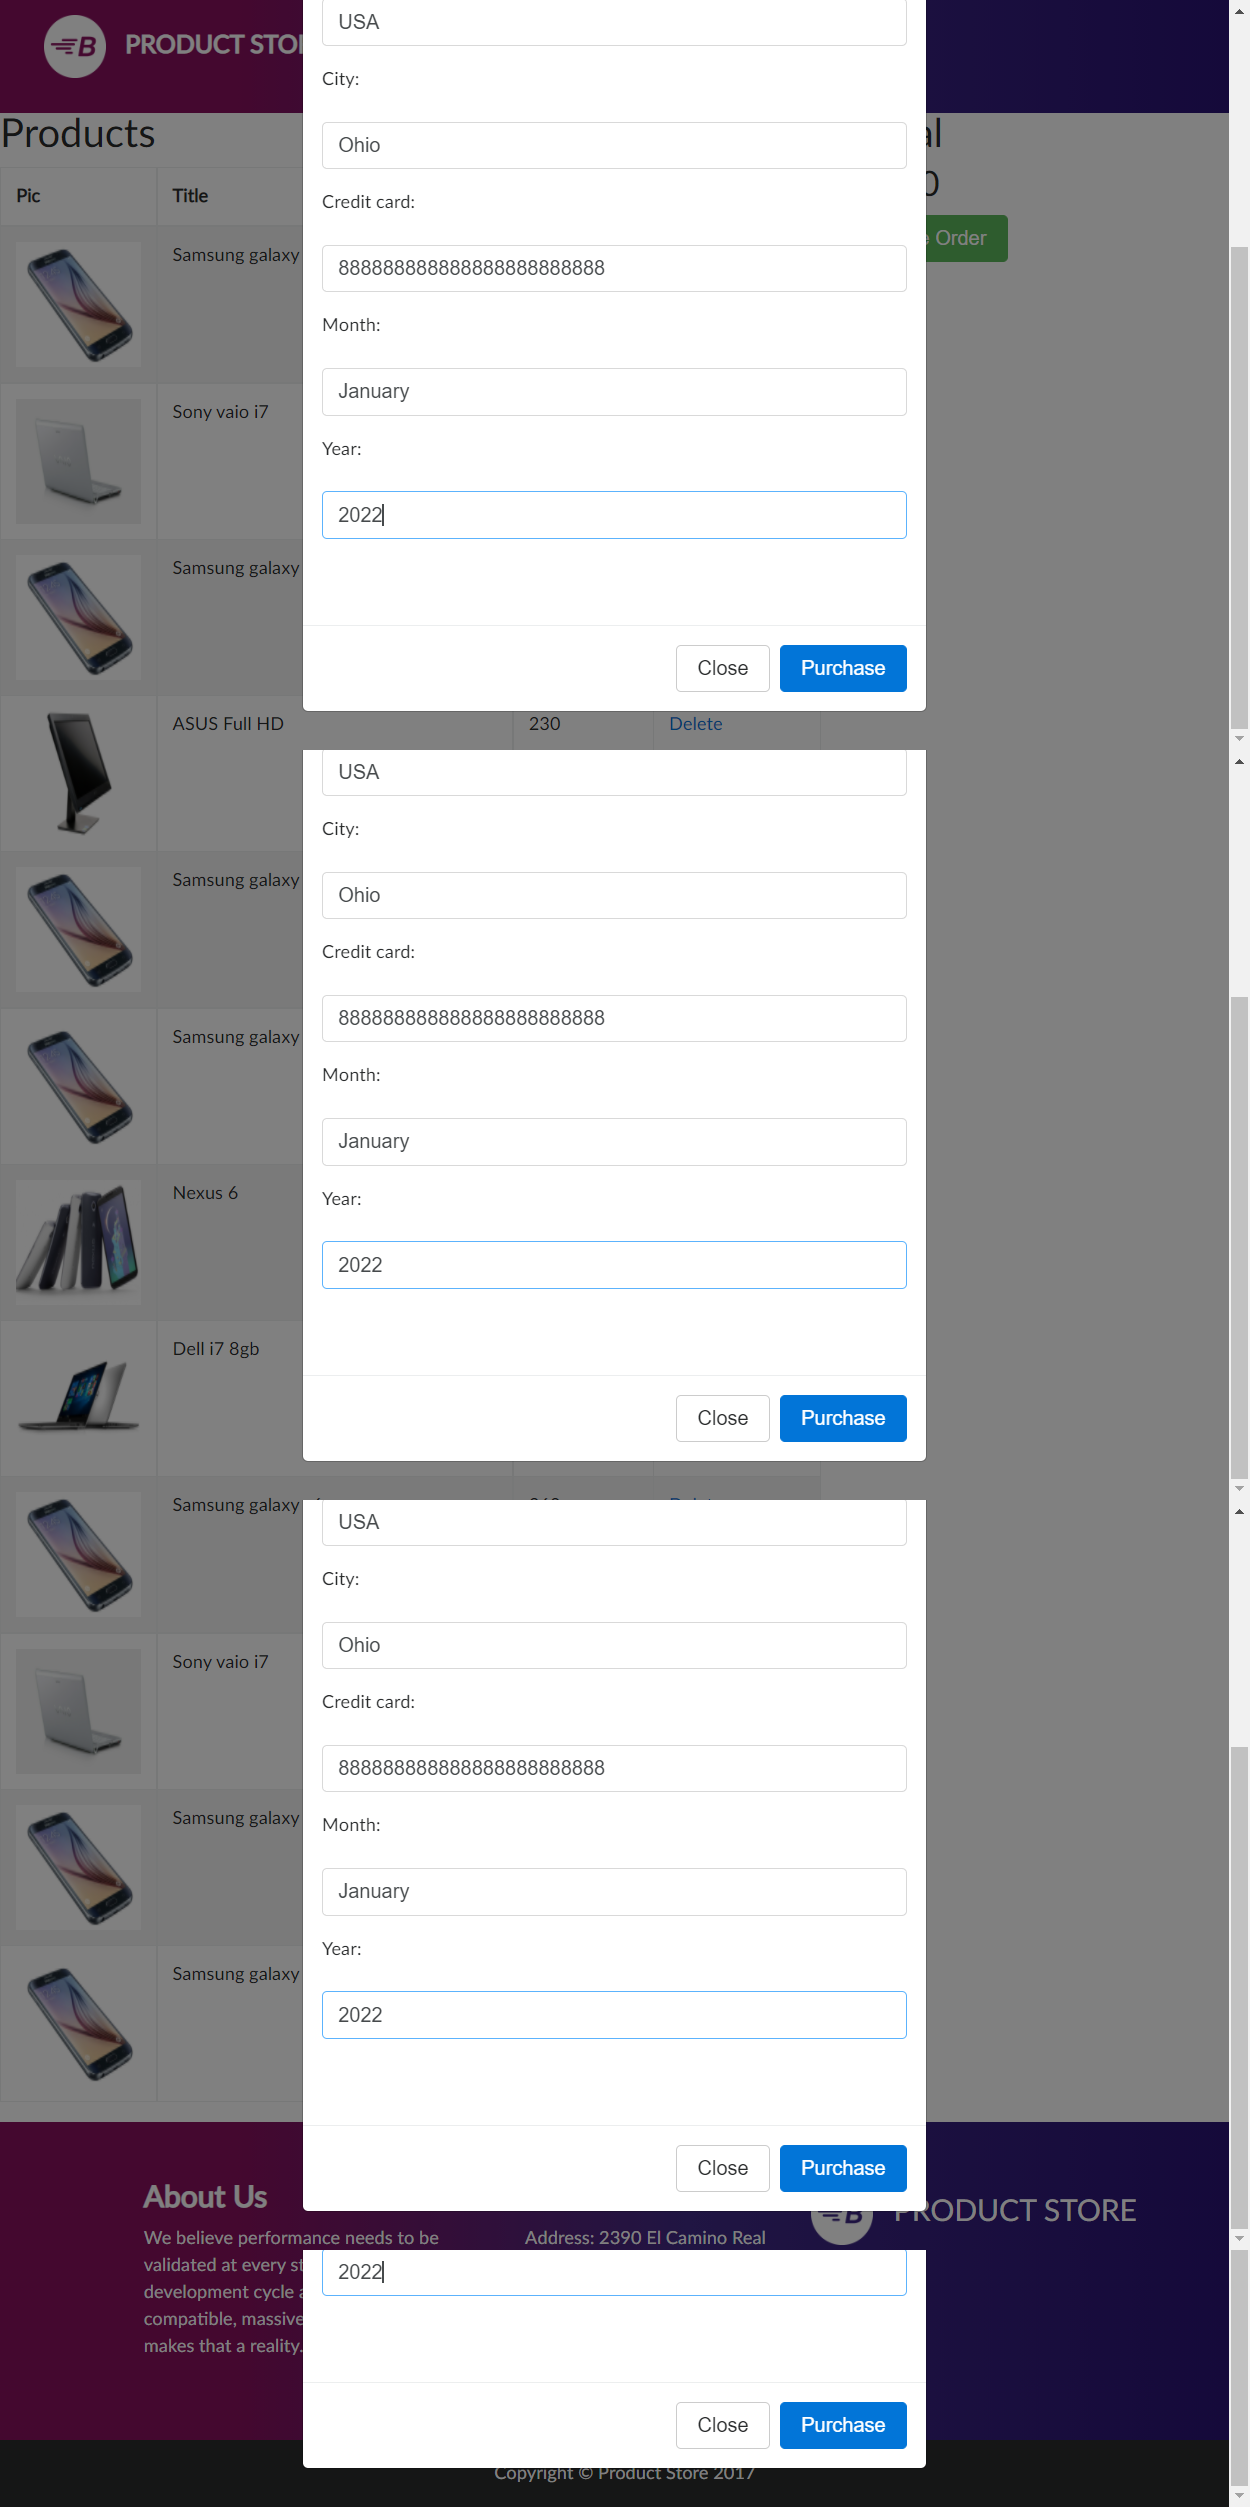 B PRODUCT STO
USA
City:
Products
Ohio
al
Pic Title
Credit card:
0
Samsung galaxy
888888888888888888888888
Order
Month:
January
Sony vaio i7
Year:
2022
Samsung galaxy
Close Purchase
ASUS Full HD 230 Delete
USA
City:
Samsung galaxy
Ohio
Credit card:
888888888888888888888888
Samsung galaxy
Month:
January
Nexus 6
Year:
2022
Dell i7 8gb
Close Purchase
Samsung galaxy
USA
City:
Ohio
Sony vaio i7
Credit card:
888888888888888888888888
Samsung galaxy
Month:
January
Samsung galaxy
Year:
2022
Close Purchase
About Us
B PRODUCT STORE
We believe performance needs to be
Address: 2390 El Camino Real
validated at every st
2022
development cycle
compatible, massive
makes that a reality.
Close Purchase
Copyright © Product Store 2017